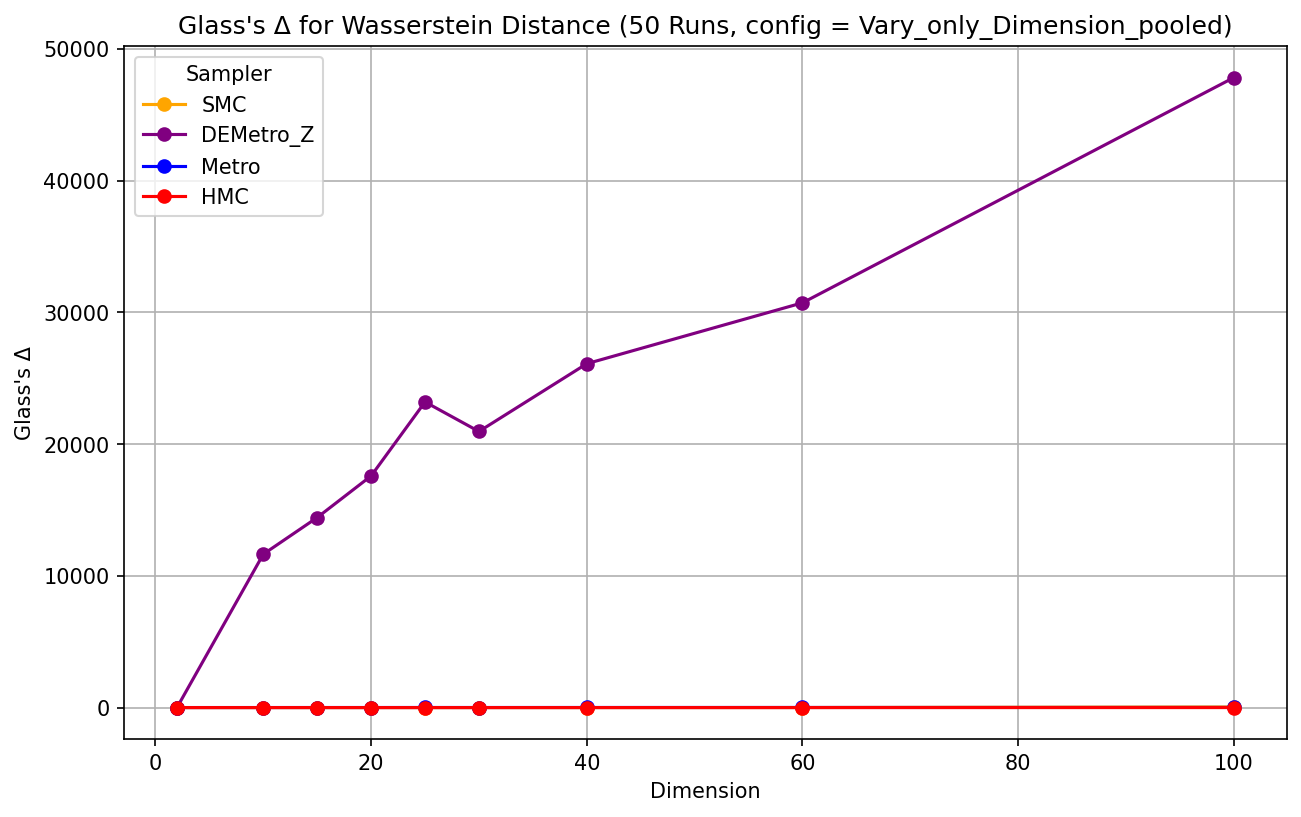 Glass's Δ for Wasserstein Distance (50 Runs, config = Vary_only_Dimension_pooled)
50000
40000
30000
20000
10000
0
Glass's Δ
Sampler
SMC
DEMetro_Z
Metro
HMC
0 20 40 60 80 100
Dimension